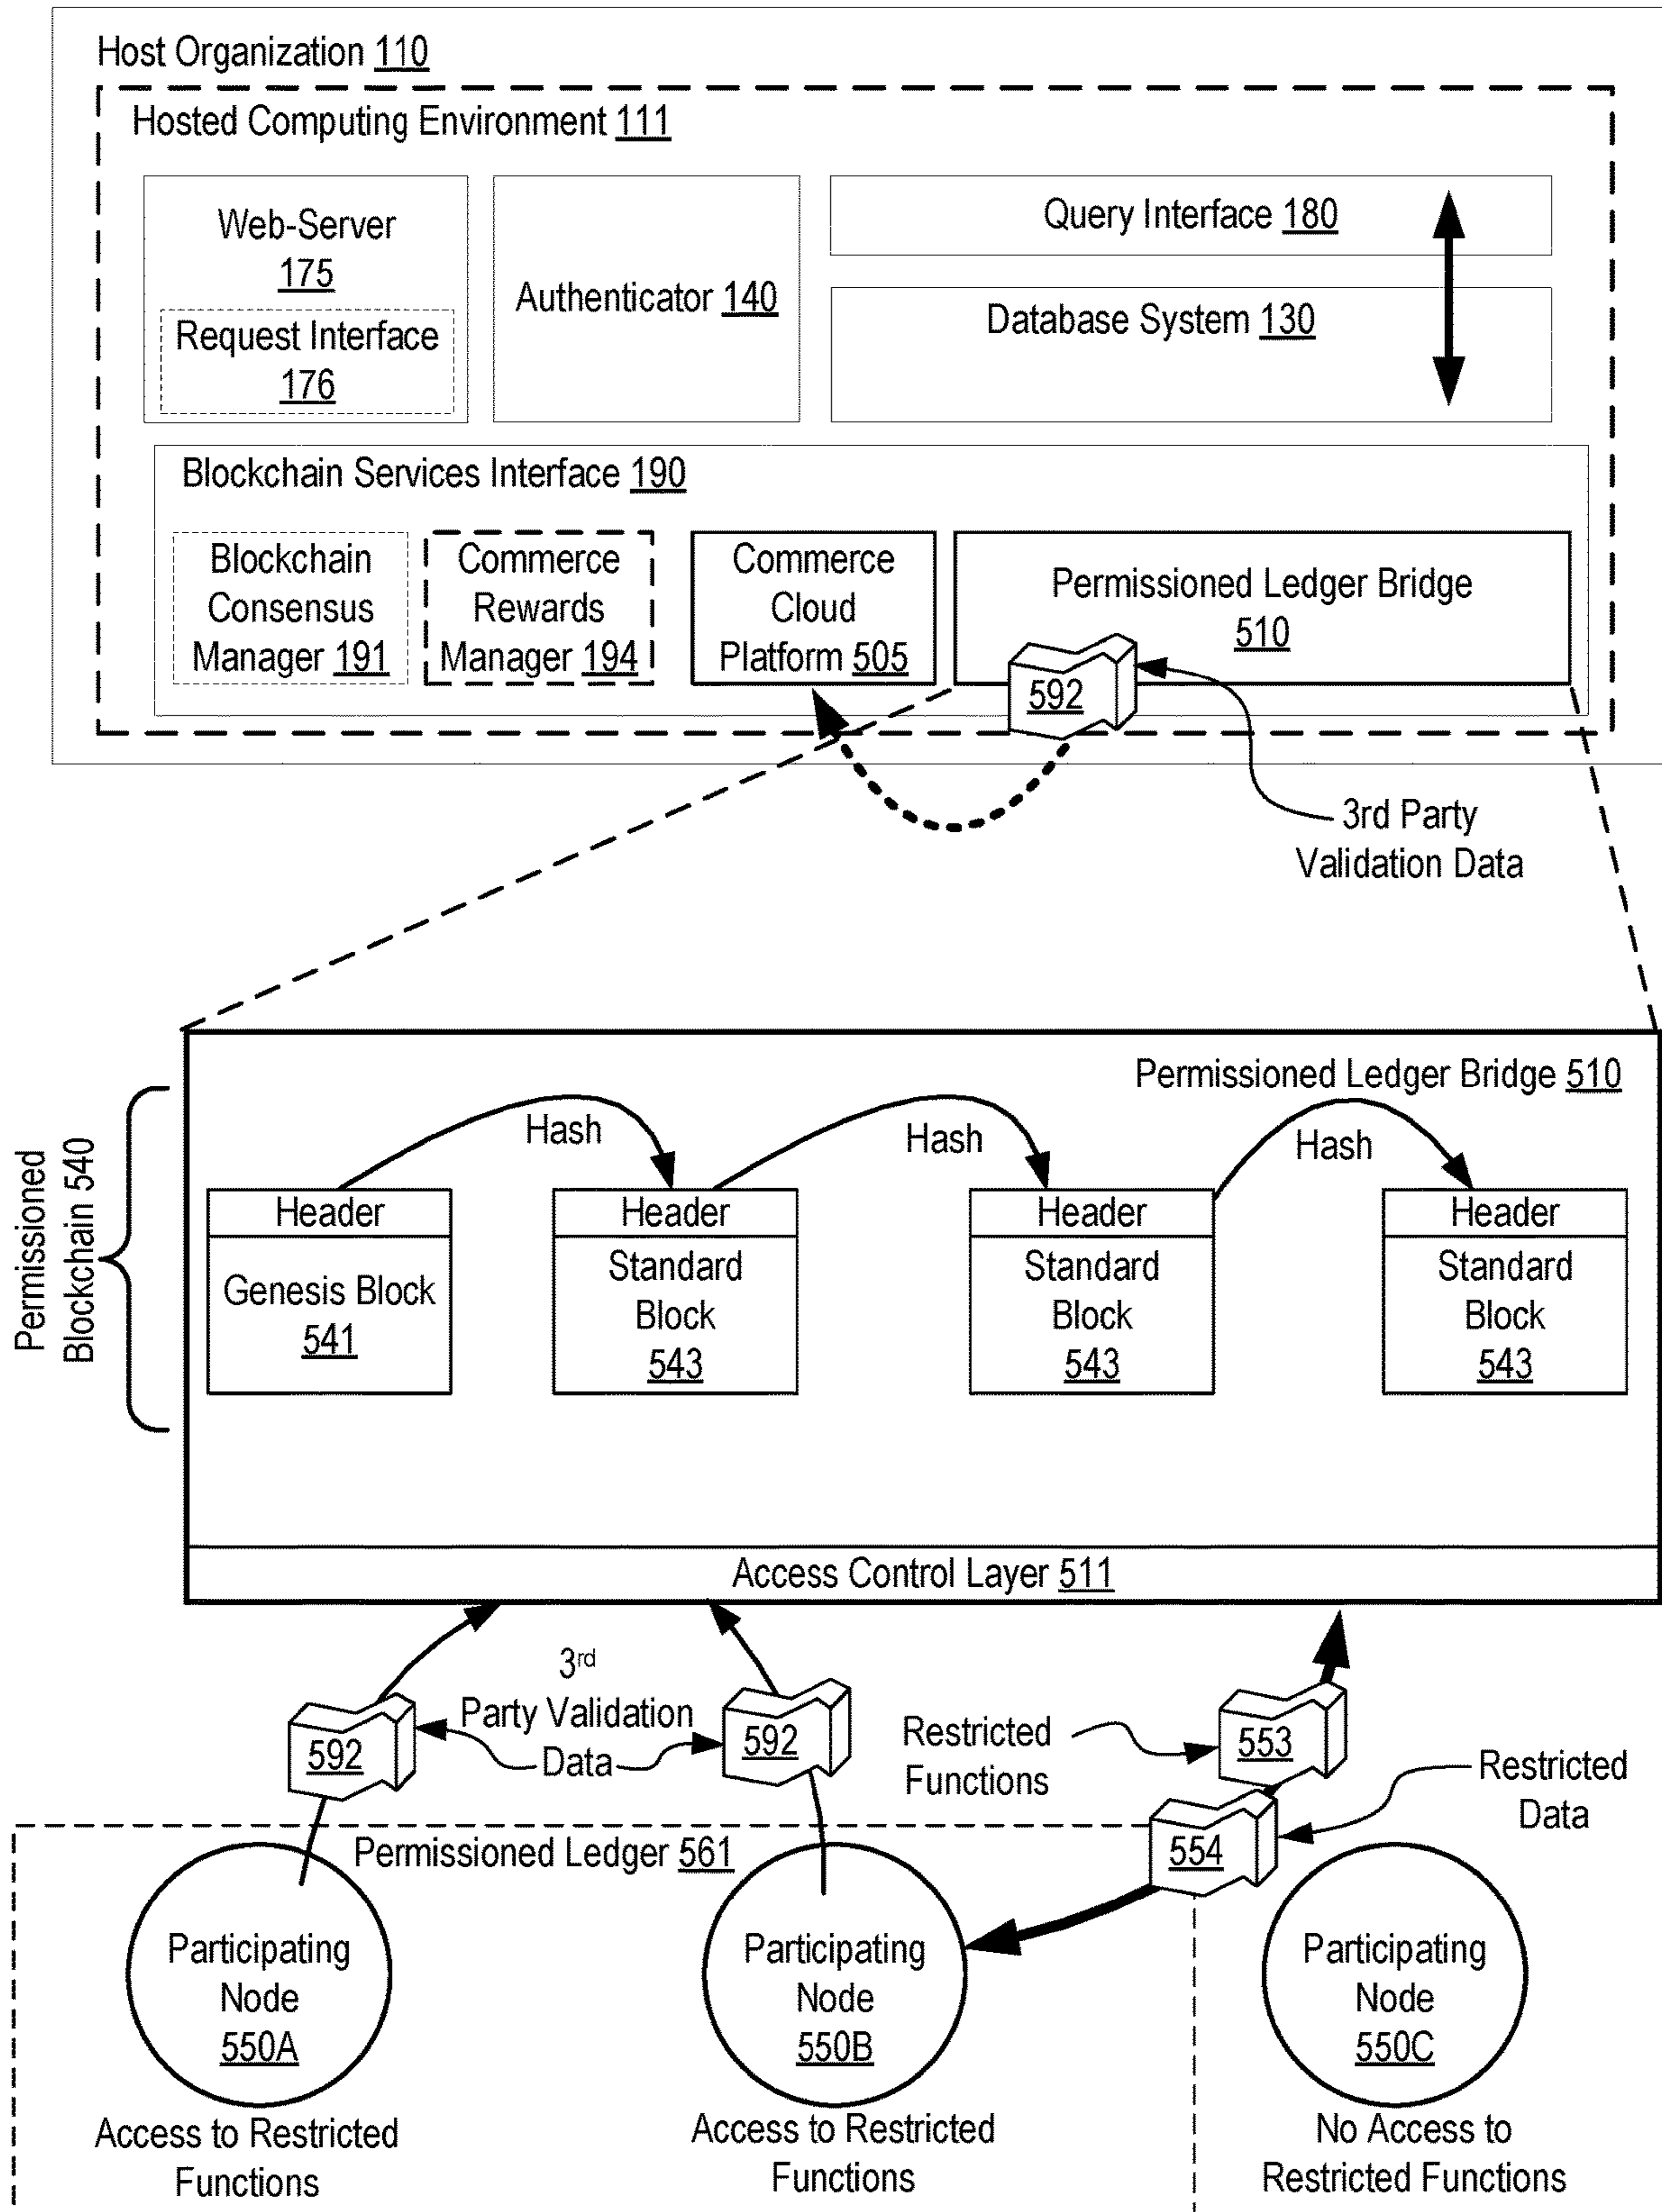 Host Organization 110
Hosted Computing Environment 111
Web-Server
175
Request Interface
176
Authenticator 140
Query Interface 180
Database System 130
Blockchain Services Interface 190
Blockchain
Consensus
Manager 191
Commerce
Rewards
Manager 194
Commerce
Cloud
Platform 505
Permissioned Ledger Bridge
510
592
3rd Party
Validation Data
Permissioned Ledger Bridge 510
Permissioned
Blockchain 540
Hash
Hash
Hash
Header
Genesis Block
541
Header
Standard
Block
543
Header
Standard
Block
543
Header
Standard
Block
543
Access Control Layer 511
3rd
Party Validation
Data
592
592
Restricted
Functions
553
Restricted
Data
554
Permissioned Ledger 561
Participating
Node
550A
Participating
Node
550B
Participating
Node
550C
Access to Restricted
Functions
Access to Restricted
Functions
No Access to
Restricted Functions